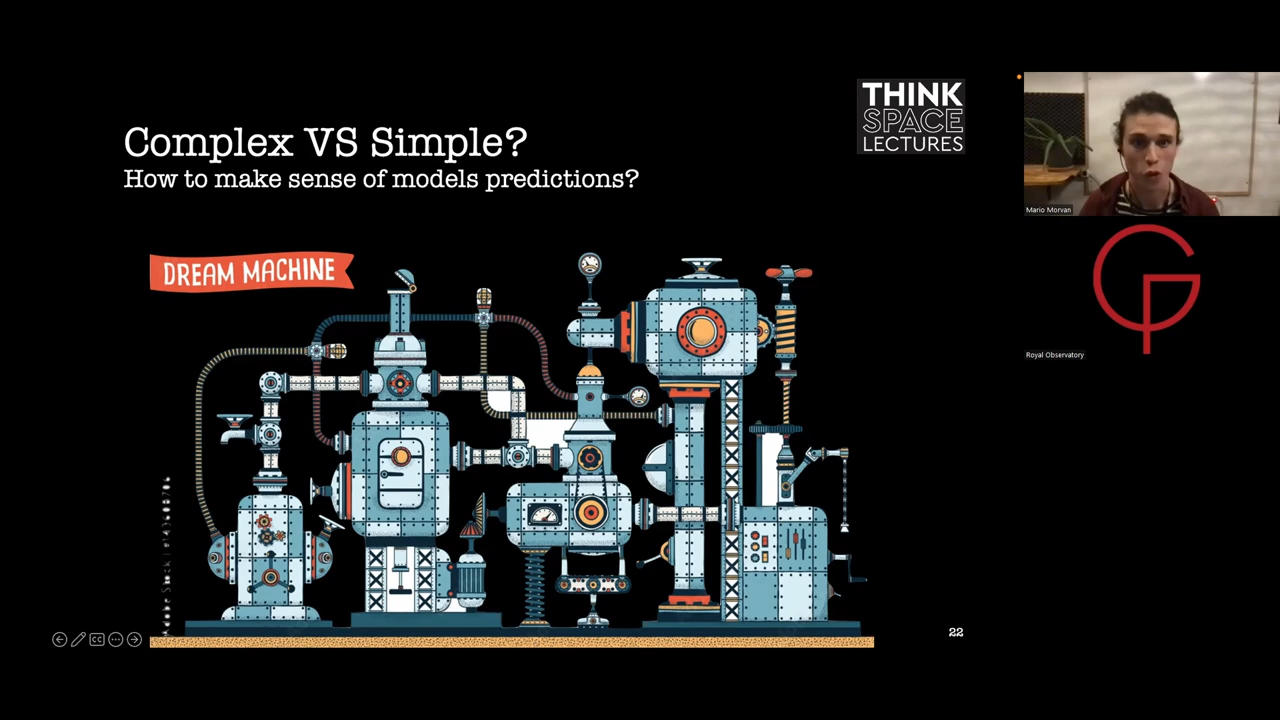 Complex VS Simple?
How to make sense of models predictions?
THINK
SPACE
LECTURES
DREAM MACHINE
Mario Morvan
Royal Observatory
CC
22